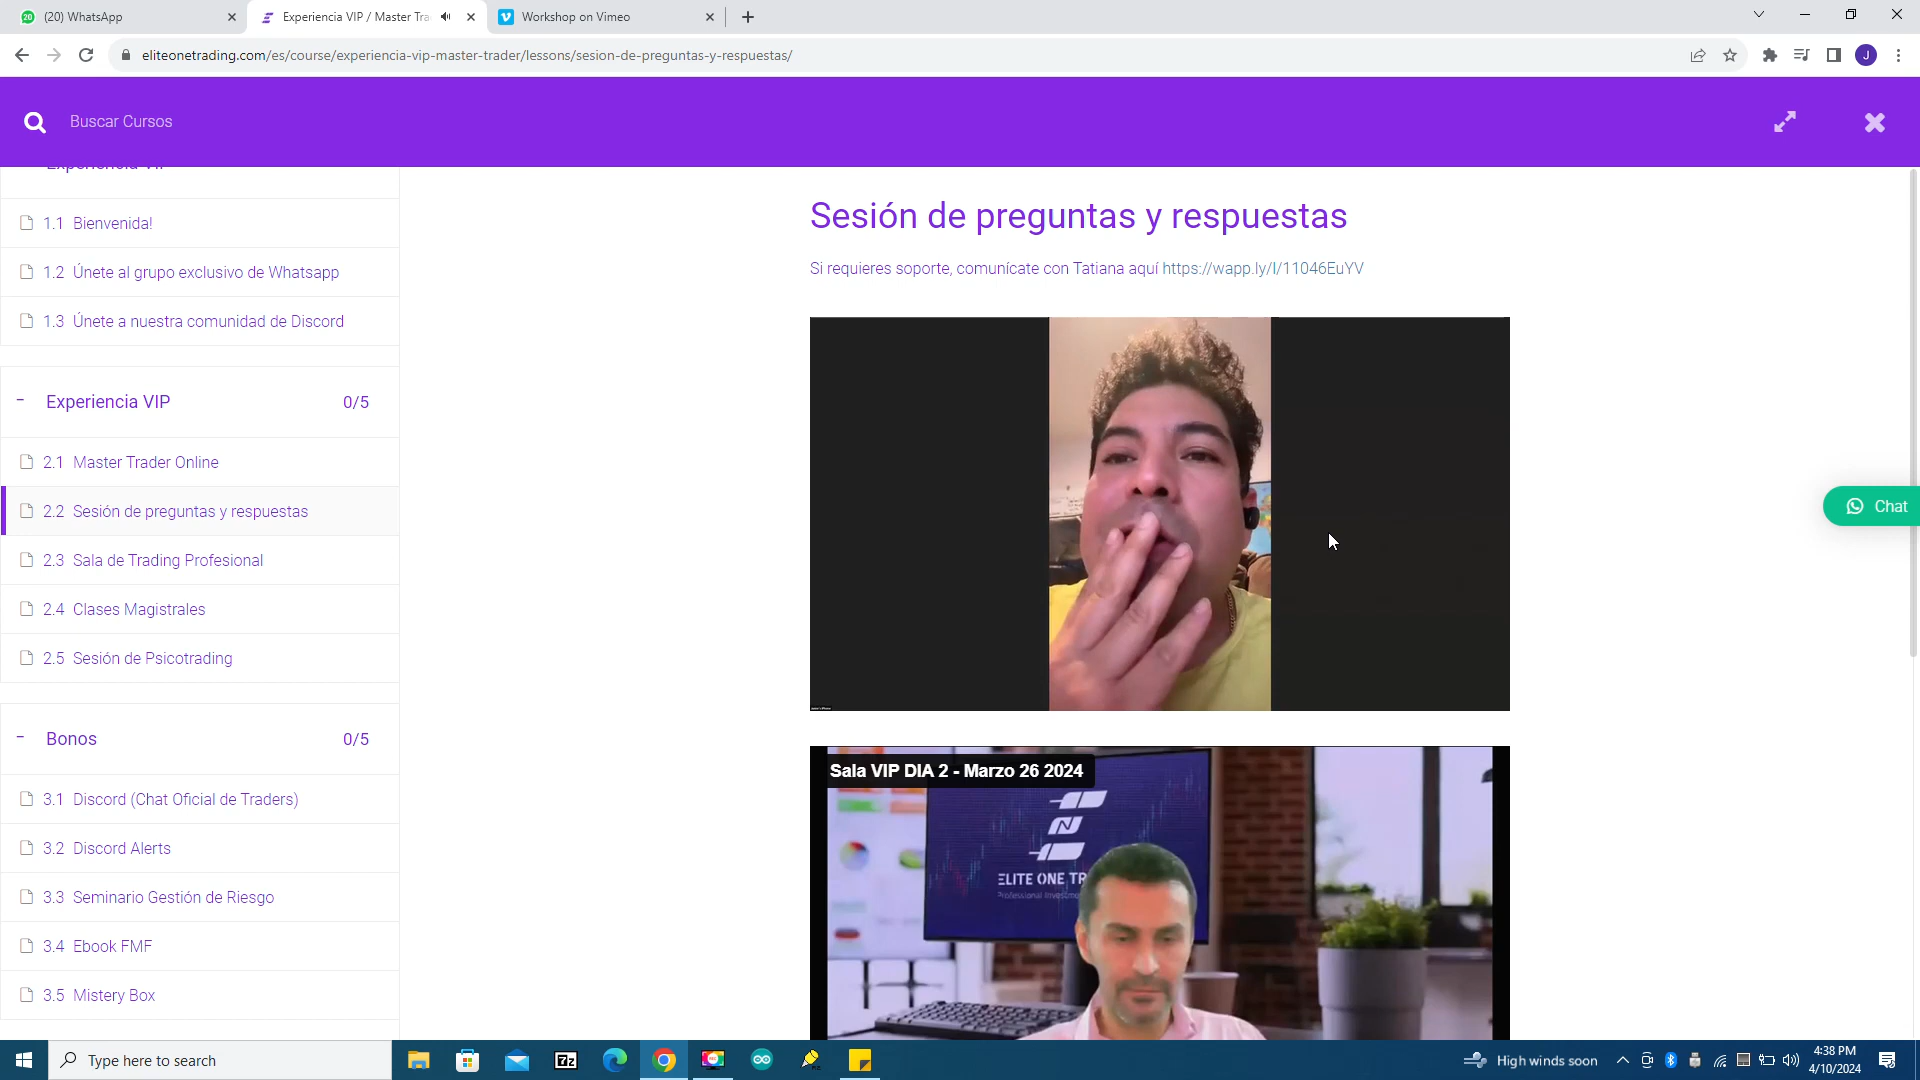 (20) WhatsApp
Experiencia VIP / Master Tra
Workshop on Vimeo
eliteonetrading.com/es/course/experiencia-vip-master-trader/lessons/sesion-de-preguntas-y-respuestas/
J
Buscar Cursos
Experiencia VIP
1.1 Bienvenida!
1.2 Únete al grupo exclusivo de Whatsapp
1.3 Únete a nuestra comunidad de Discord
- Experiencia VIP 0/5
2.1 Master Trader Online
2.2 Sesión de preguntas y respuestas
2.3 Sala de Trading Profesional
2.4 Clases Magistrales
2.5 Sesión de Psicotrading
- Bonos 0/5
3.1 Discord (Chat Oficial de Traders)
3.2 Discord Alerts
3.3 Seminario Gestión de Riesgo
3.4 Ebook FMF
3.5 Mistery Box
Sesión de preguntas y respuestas
Si requieres soporte, comunícate con Tatiana aquí https://wapp.ly/l/11046EuYV
Sala VIP DIA 2 - Marzo 26 2024
ELITE ONE TR
Professional Investme
Chat
Type here to search
7z
High winds soon
4:38 PM
4/10/2024